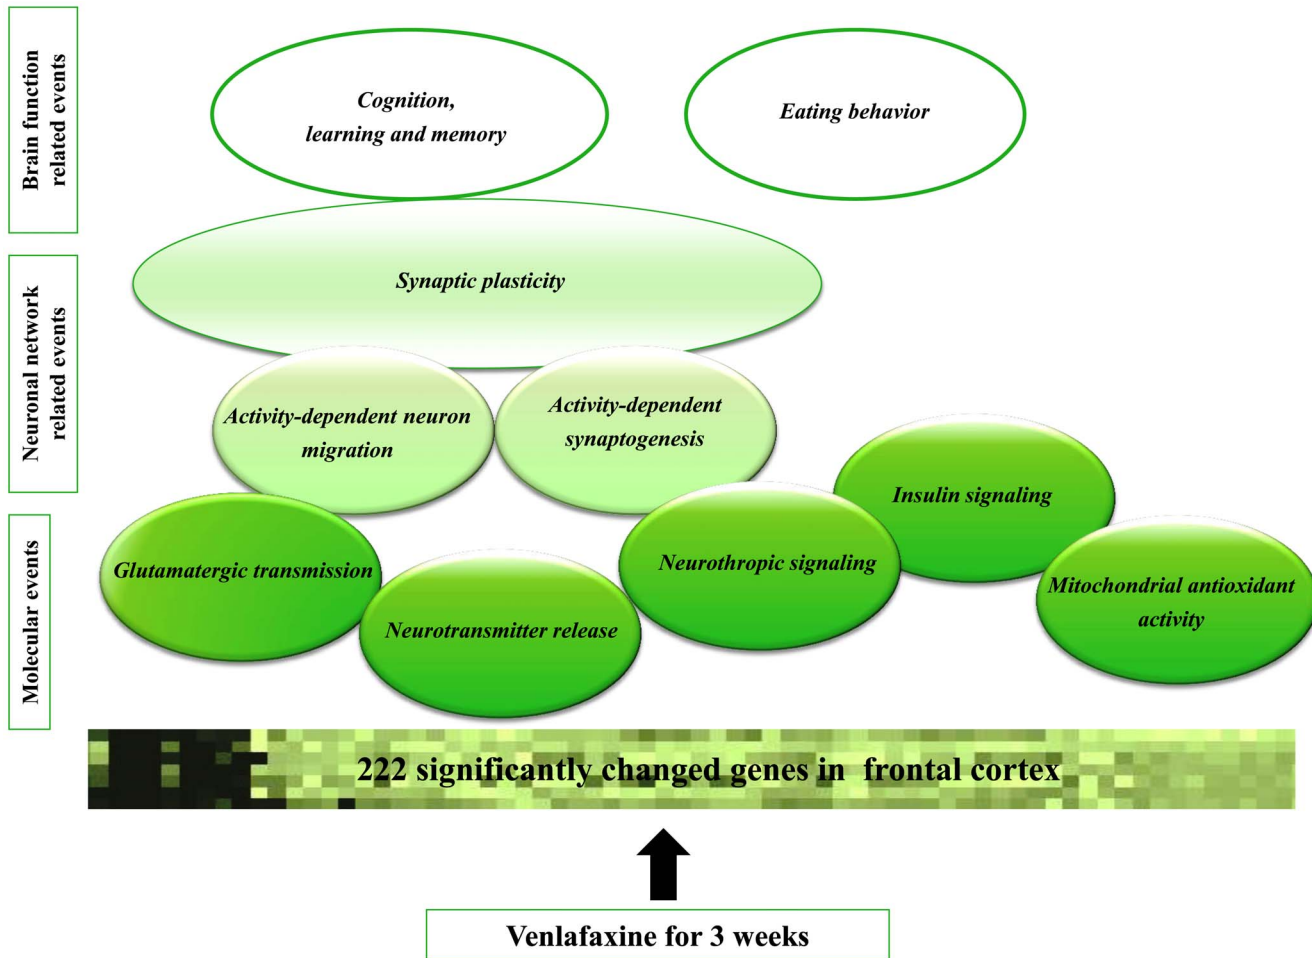 Brain function
related events
Cognition,
learning and memory
Eating behavior
Neuronal network
related events
Synaptic plasticity
Activity-dependent neuron
migration
Activity-dependent
synaptogenesis
Molecular events
Insulin signaling
Glutamatergic transmission
Neurotransmitter release
Neurothropic signaling
Mitochondrial antioxidant
activity
222 significantly changed genes in frontal cortex
Venlafaxine for 3 weeks